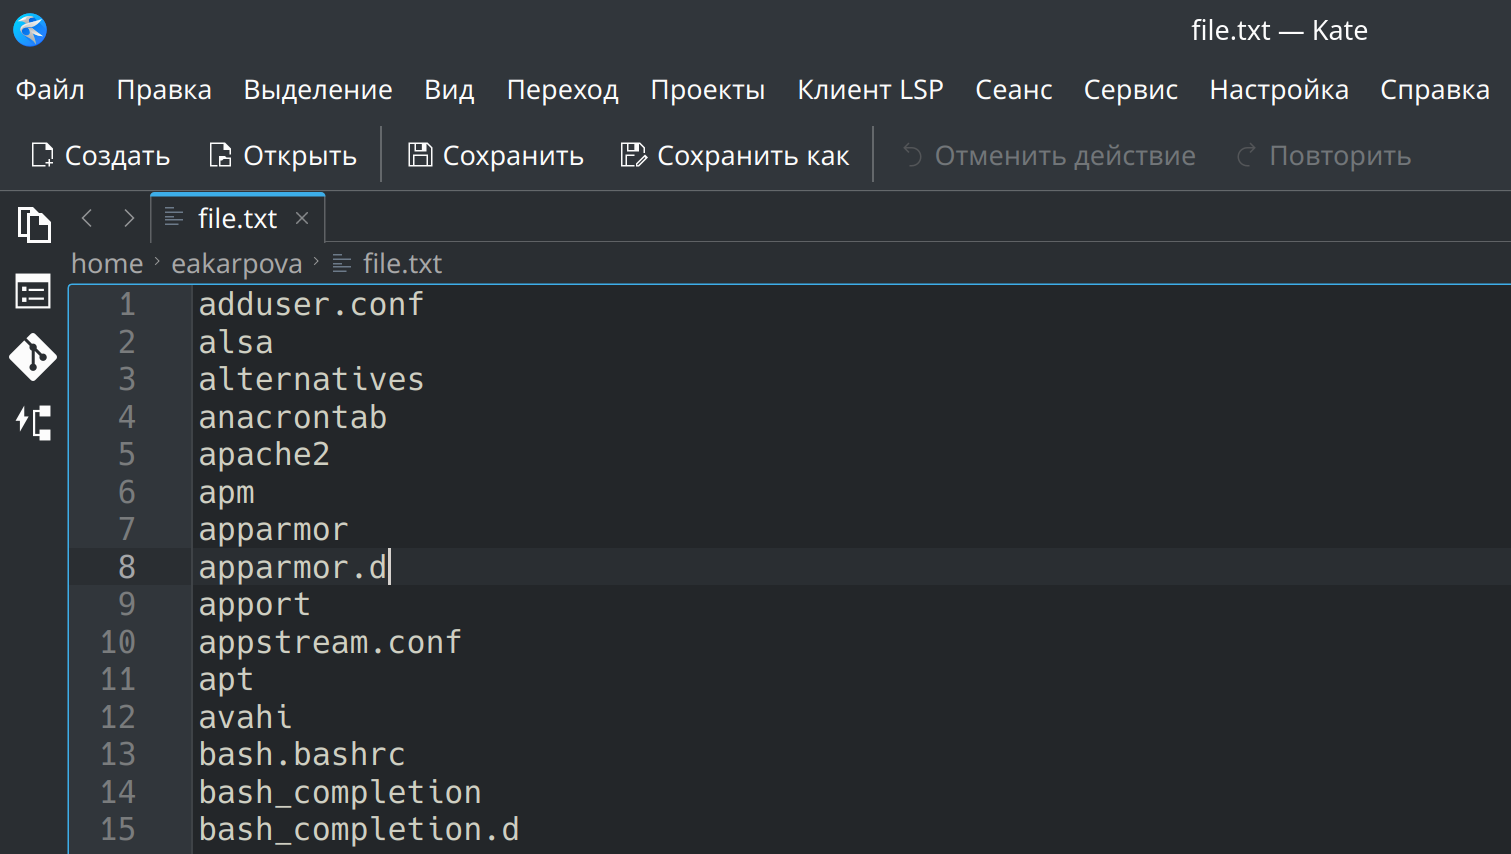 file.txt — Kate
Файл Правка Выделение Вид Переход Проекты Клиент LSP Сеанс Сервис Настройка Справка
Создать Открыть Сохранить Сохранить как Отменить действие Повторить
file.txt
home eakarpova file.txt
1 adduser.conf
2 alsa
3 alternatives
4 anacrontab
5 apache2
6 apm
7 apparmor
8 apparmor.d
9 apport
10 appstream.conf
11 apt
12 avahi
13 bash.bashrc
14 bash_completion
15 bash_completion.d